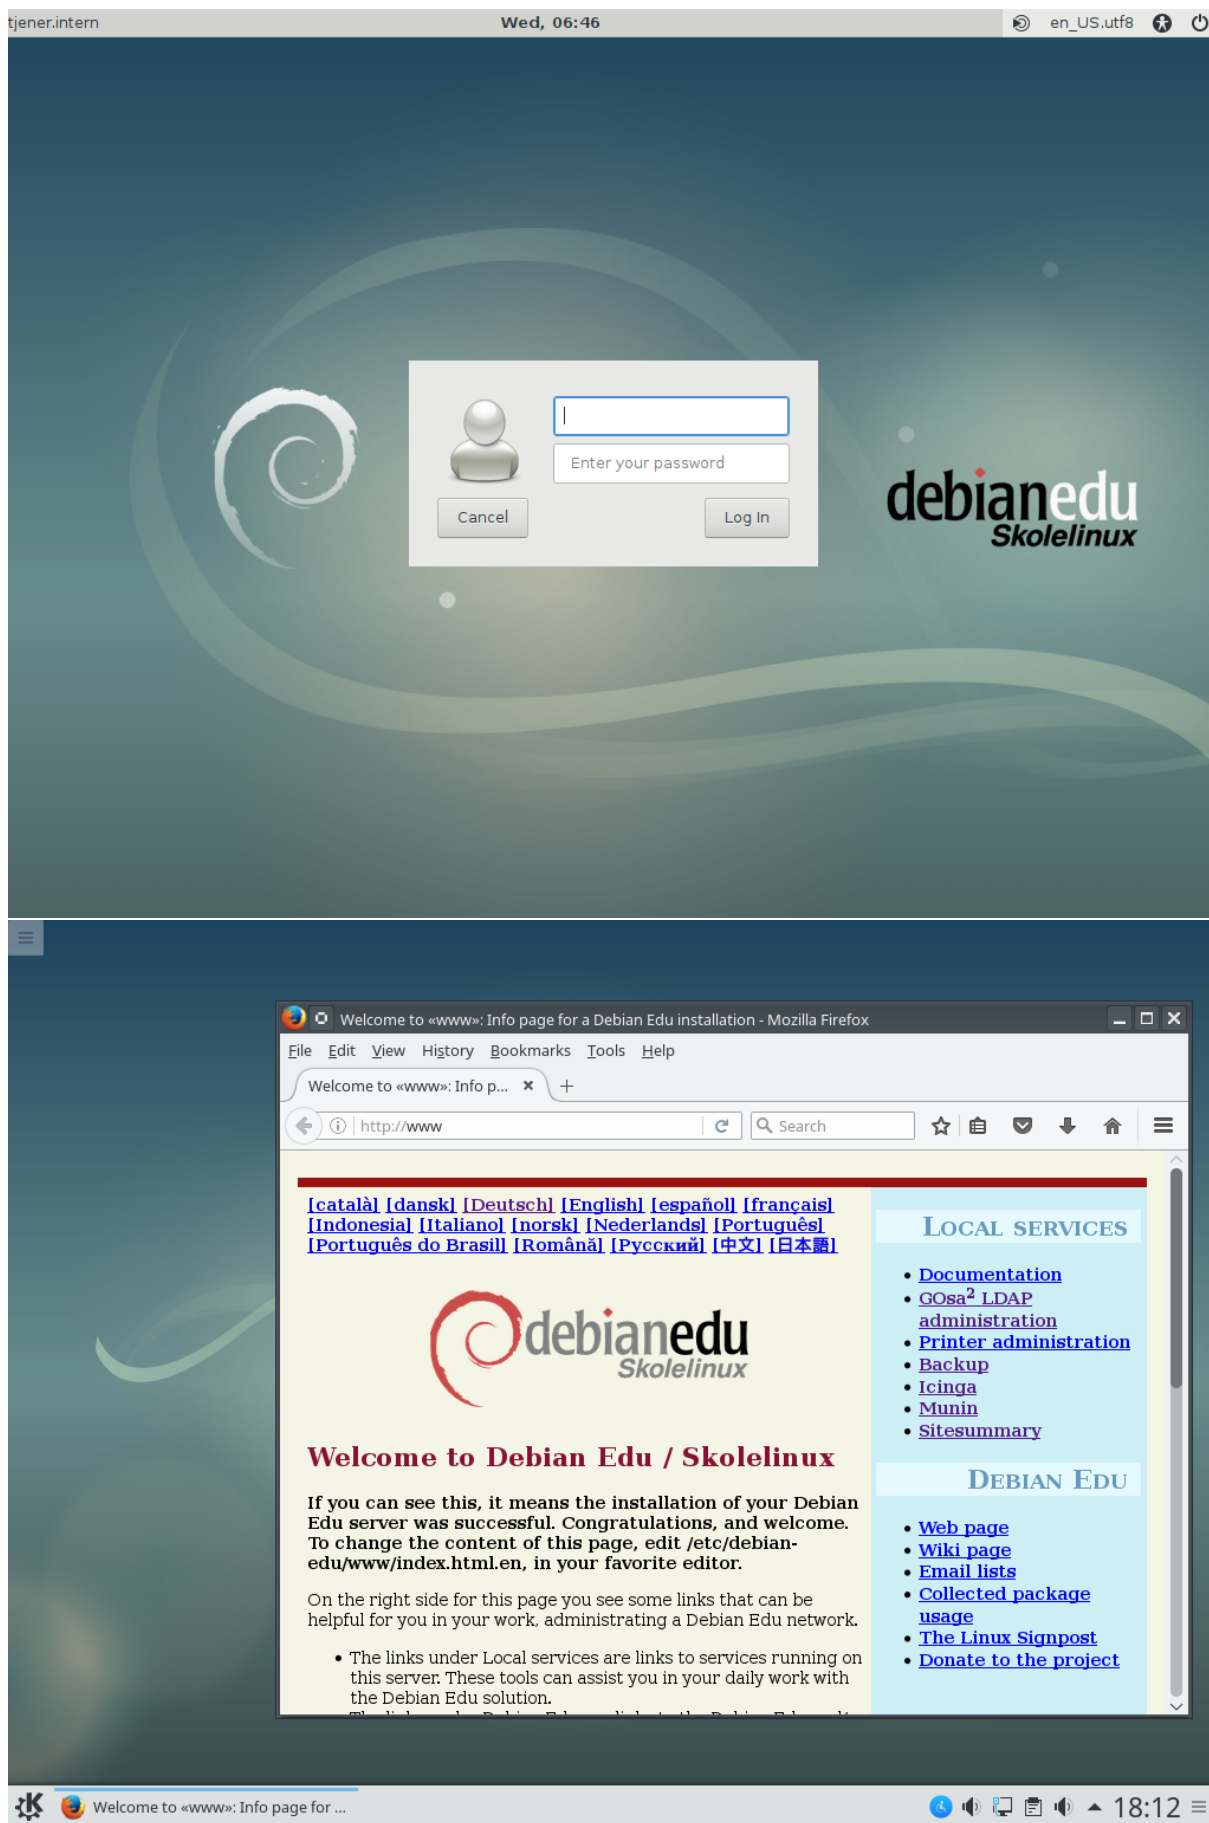 tjener.intern
Wed, 06:46
en_US.utf8
Enter your password
Cancel
Log In
debianedu
Skolelinux
Welcome to «www»: Info page for a Debian Edu installation - Mozilla Firefox
File Edit View History Bookmarks Tools Help
Welcome to «www»: Info p...
http://www
Search
[català] [dansk] [Deutsch] [English] [español] [français]
[Indonesia] [Italiano] [norsk] [Nederlands] [Português]
[Português do Brasil] [Română] [Русский] [中文] [日本語]
debianedu
Skolelinux
Welcome to Debian Edu / Skolelinux
If you can see this, it means the installation of your Debian
Edu server was successful. Congratulations, and welcome.
To change the content of this page, edit /etc/debian-
edu/www/index.html.en, in your favorite editor.
On the right side for this page you see some links that can be
helpful for you in your work, administrating a Debian Edu network.
• The links under Local services are links to services running on
this server. These tools can assist you in your daily work with
the Debian Edu solution.
Local services
• Documentation
• GOsa² LDAP
administration
• Printer administration
• Backup
• Icinga
• Munin
• Sitesummary
Debian Edu
• Web page
• Wiki page
• Email lists
• Collected package
usage
• The Linux Signpost
• Donate to the project
Welcome to «www»: Info page for ...
18:12